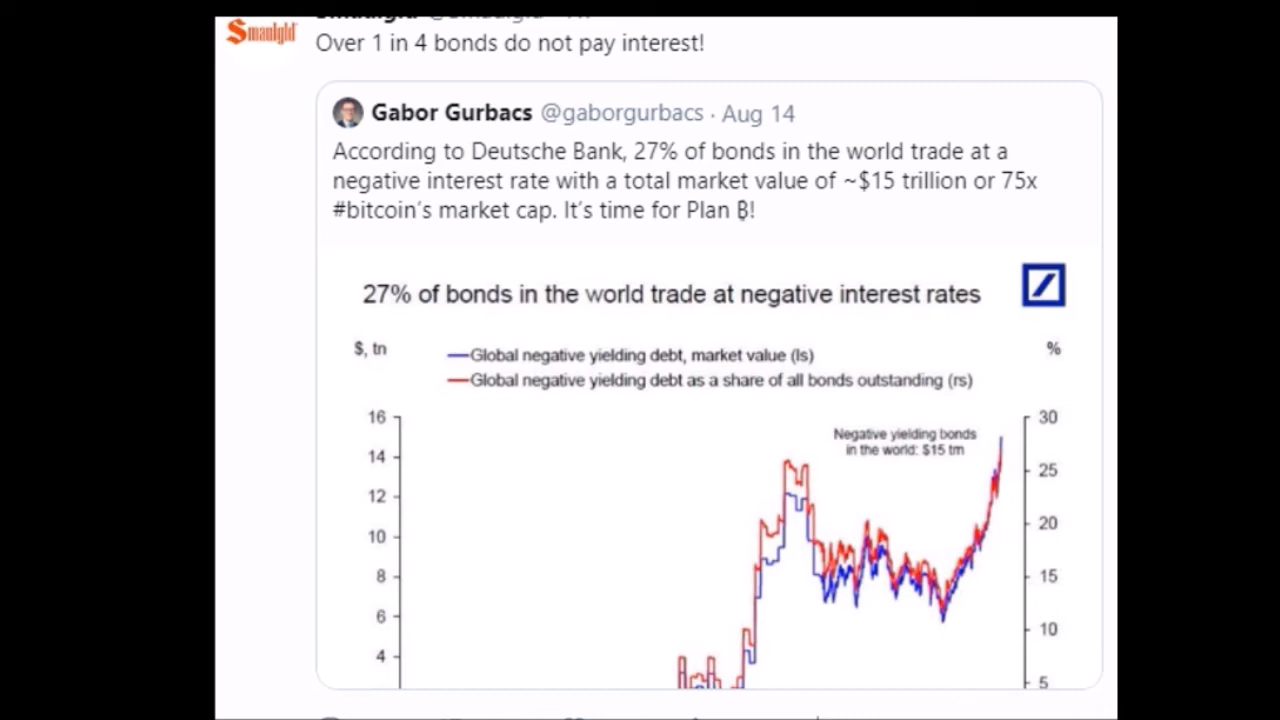 Smaulgld
Over 1 in 4 bonds do not pay interest!
Gabor Gurbacs @gaborgurbacs · Aug 14
According to Deutsche Bank, 27% of bonds in the world trade at a
negative interest rate with a total market value of ~$15 trillion or 75x
#bitcoin's market cap. It's time for Plan ₿!
27% of bonds in the world trade at negative interest rates
$, tn
%
Global negative yielding debt, market value (ls)
Global negative yielding debt as a share of all bonds outstanding (rs)
16
30
Negative yielding bonds
in the world: $15 tm
14
25
12
20
10
8
15
6
10
4
5